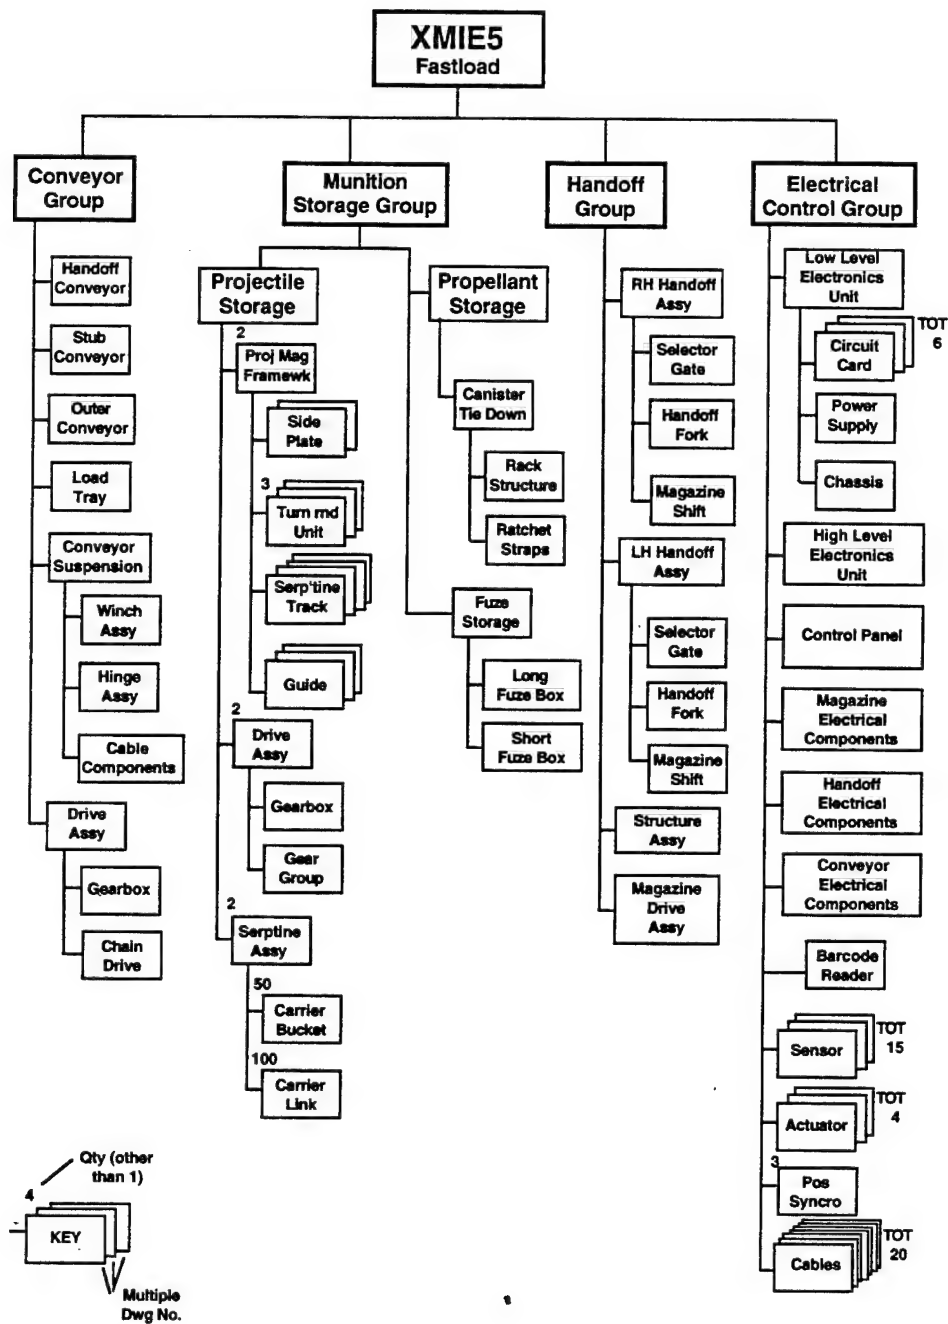 XMIE5
Fastload
Conveyor
Group
Handoff
Conveyor
Stub
Conveyor
Outer
Conveyor
Load
Tray
Conveyor
Suspension
Winch
Assy
Hinge
Assy
Cable
Components
Drive
Assy
Gearbox
Chain
Drive
Munition
Storage Group
Projectile
Storage
2
Proj Mag
Framewk
Side
Plate
3
Turn rnd
Unit
Serp'tine
Track
Guide
2
Drive
Assy
Gearbox
Gear
Group
2
Serptine
Assy
50
Carrier
Bucket
100
Carrier
Link
Propellant
Storage
Canister
Tie Down
Rack
Structure
Ratchet
Straps
Fuze
Storage
Long
Fuze Box
Short
Fuze Box
Handoff
Group
RH Handoff
Assy
Selector
Gate
Handoff
Fork
Magazine
Shift
LH Handoff
Assy
Selector
Gate
Handoff
Fork
Magazine
Shift
Structure
Assy
Magazine
Drive
Assy
Electrical
Control Group
Low Level
Electronics
Unit
Circuit
Card
TOT
6
Power
Supply
Chassis
High Level
Electronics
Unit
Control Panel
Magazine
Electrical
Components
Handoff
Electrical
Components
Conveyor
Electrical
Components
Barcode
Reader
Sensor
TOT
15
Actuator
TOT
4
3
Pos
Syncro
Cables
TOT
20
Qty (other
than 1)
4
KEY
Multiple
Dwg No.